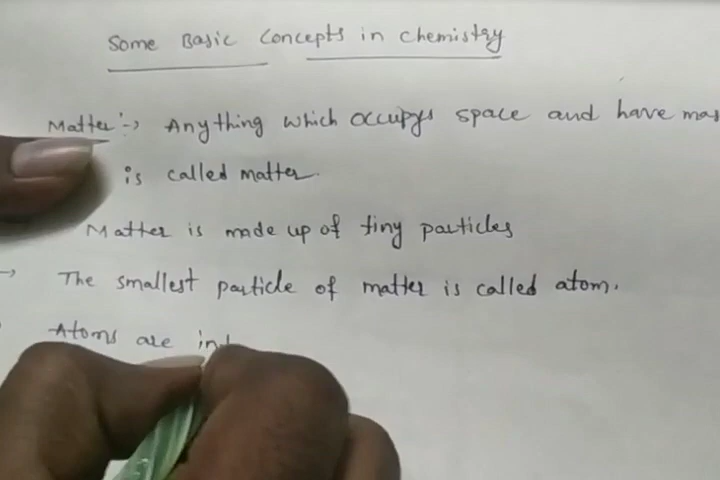 Some Basic Concepts in Chemistry
Matter :-> Anything which occupys space and have mas
is called matter.
Matter is made up of tiny particles
-> The smallest particle of matter is called atom.
Atoms are in